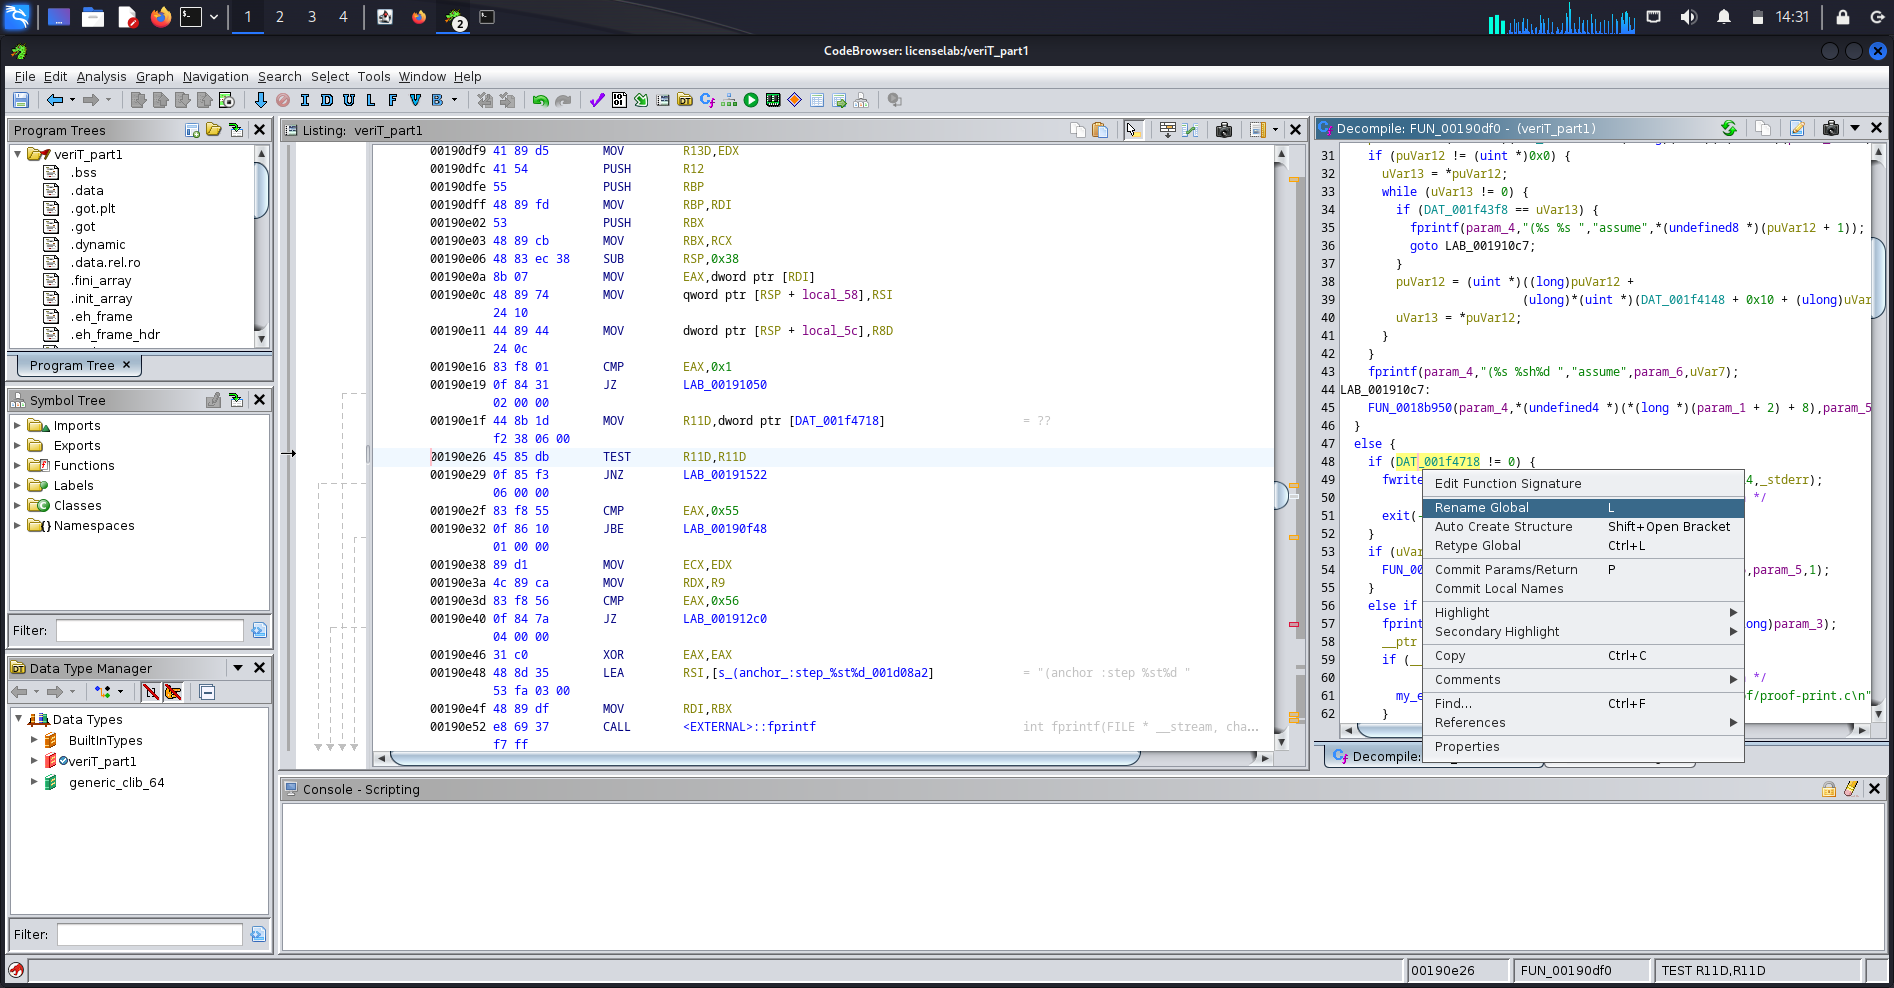 1 2 3 4 2 14:31
CodeBrowser: licenselab:/veriT_part1
File Edit Analysis Graph Navigation Search Select Tools Window Help
I D U L F V B
Program Trees
veriT_part1
.bss
.data
.got.plt
.got
.dynamic
.data.rel.ro
.fini_array
.init_array
.eh_frame
.eh_frame_hdr
Program Tree ×
Symbol Tree
Imports
Exports
Functions
Labels
Classes
Namespaces
Filter:
Data Type Manager
Data Types
BuiltInTypes
veriT_part1
generic_clib_64
Filter:
Listing: veriT_part1
00190df9 41 89 d5 MOV R13D,EDX
00190dfc 41 54 PUSH R12
00190dfe 55 PUSH RBP
00190dff 48 89 fd MOV RBP,RDI
00190e02 53 PUSH RBX
00190e03 48 89 cb MOV RBX,RCX
00190e06 48 83 ec 38 SUB RSP,0x38
00190e0a 8b 07 MOV EAX,dword ptr [RDI]
00190e0c 48 89 74 MOV qword ptr [RSP + local_58],RSI
24 10
00190e11 44 89 44 MOV dword ptr [RSP + local_5c],R8D
24 0c
00190e16 83 f8 01 CMP EAX,0x1
00190e19 0f 84 31 JZ LAB_00191050
02 00 00
00190e1f 44 8b 1d MOV R11D,dword ptr [DAT_001f4718] = ??
f2 38 06 00
00190e26 45 85 db TEST R11D,R11D
00190e29 0f 85 f3 JNZ LAB_00191522
06 00 00
00190e2f 83 f8 55 CMP EAX,0x55
00190e32 0f 86 10 JBE LAB_00190f48
01 00 00
00190e38 89 d1 MOV ECX,EDX
00190e3a 4c 89 ca MOV RDX,R9
00190e3d 83 f8 56 CMP EAX,0x56
00190e40 0f 84 7a JZ LAB_001912c0
04 00 00
00190e46 31 c0 XOR EAX,EAX
00190e48 48 8d 35 LEA RSI,[s_(anchor_:step_%st%d_001d08a2] = "(anchor :step %st%d "
53 fa 03 00
00190e4f 48 89 df MOV RDI,RBX
00190e52 e8 69 37 CALL <EXTERNAL>::fprintf int fprintf(FILE * __stream, cha...
f7 ff
Decompile: FUN_00190df0 - (veriT_part1)
31 if (puVar12 != (uint *)0x0) {
32 uVar13 = *puVar12;
33 while (uVar13 != 0) {
34 if (DAT_001f43f8 == uVar13) {
35 fprintf(param_4,"(%s %s ","assume",*(undefined8 *)(puVar12 + 1));
36 goto LAB_001910c7;
37 }
38 puVar12 = (uint *)((long)puVar12 +
39 (ulong)*(uint *)(DAT_001f4148 + 0x10 + (ulong)uVar
40 uVar13 = *puVar12;
41 }
42 }
43 fprintf(param_4,"(%s %sh%d ","assume",param_6,uVar7);
44 LAB_001910c7:
45 FUN_0018b950(param_4,*(undefined4 *)(*(long *)(param_1 + 2) + 8),param_5
46 }
47 else {
48 if (DAT_001f4718 != 0) {
49 fwrite 4,_stderr);
50 */
51 exit(-
52 }
53 if (uVar
54 FUN_00 ,param_5,1);
55 }
56 else if
57 fprint ong)param_3);
58 __ptr
59 if (__
60 */
61 my_e f/proof-print.c\n"
62 }
Decompile:
Edit Function Signature
Rename Global L
Auto Create Structure Shift+Open Bracket
Retype Global Ctrl+L
Commit Params/Return P
Commit Local Names
Highlight
Secondary Highlight
Copy Ctrl+C
Comments
Find... Ctrl+F
References
Properties
Console - Scripting
00190e26 FUN_00190df0 TEST R11D,R11D